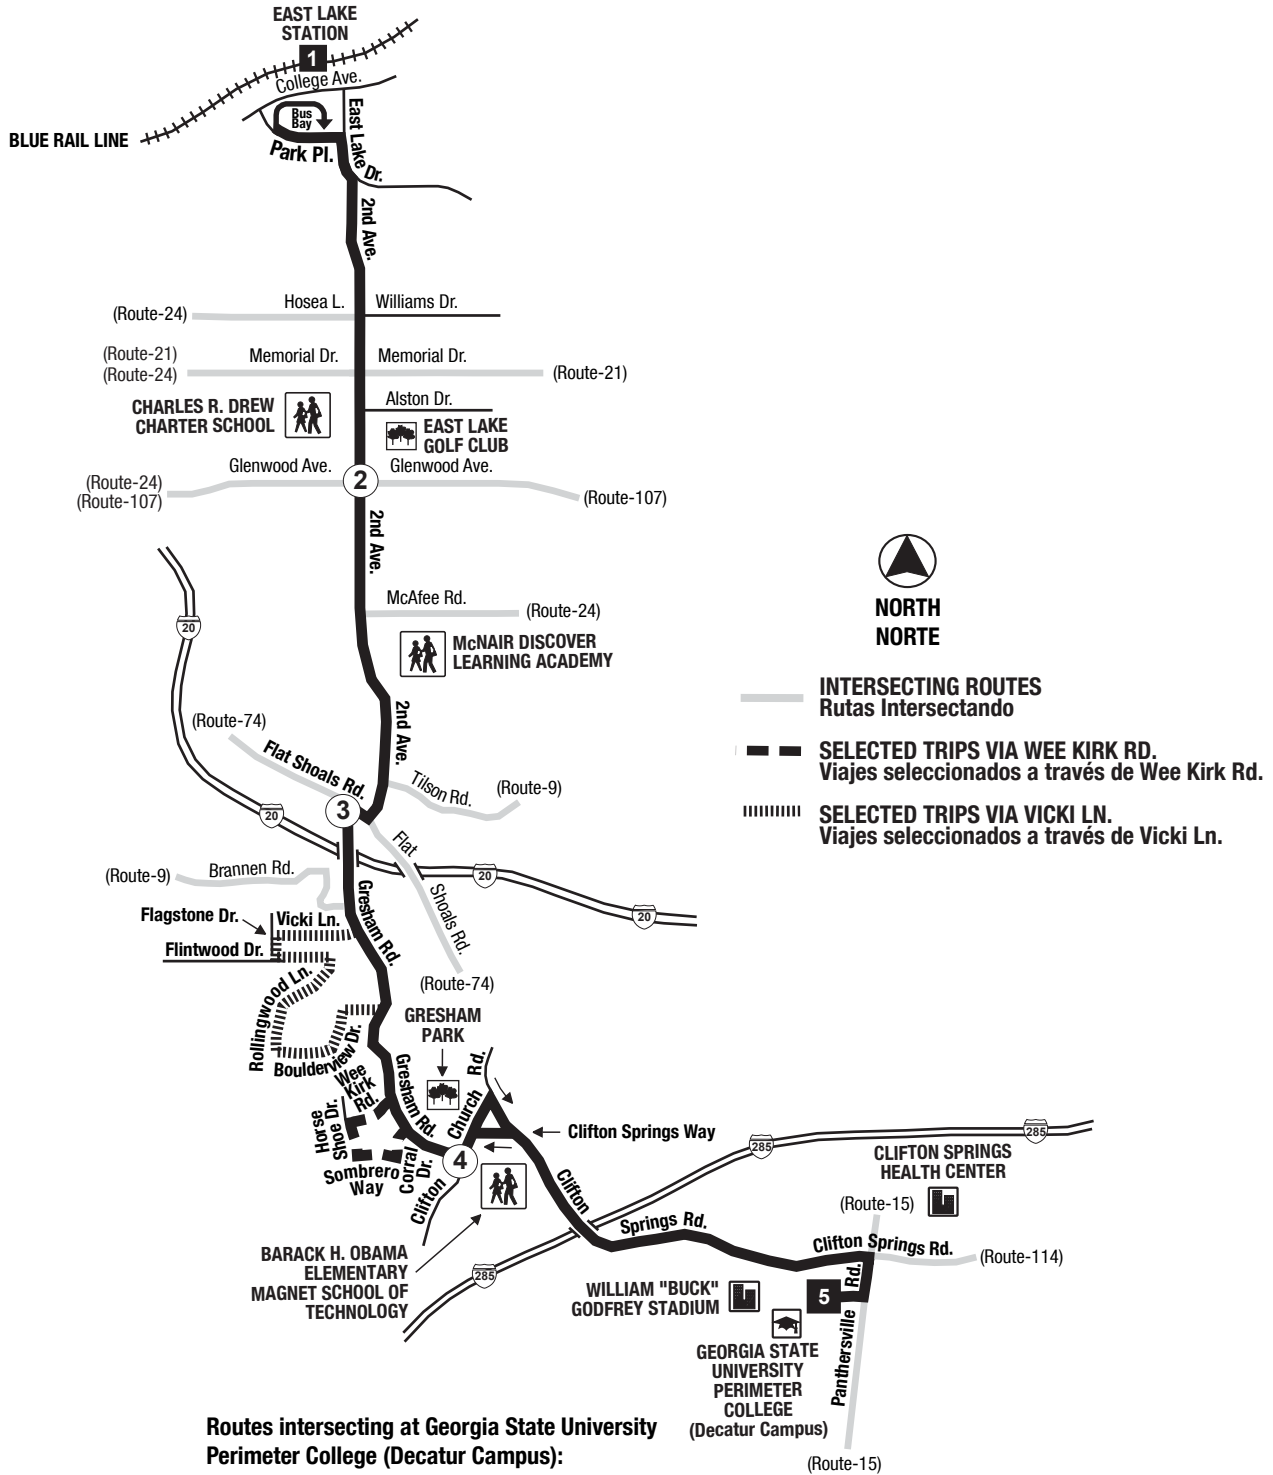 EAST LAKE
STATION
1
College Ave.
BLUE RAIL LINE
Bus
Bay
East Lake Dr.
Park Pl.
2nd Ave.
Hosea L. Williams Dr.
(Route-24)
(Route-21)
(Route-24)
Memorial Dr.
Memorial Dr.
(Route-21)
CHARLES R. DREW
CHARTER SCHOOL
Alston Dr.
EAST LAKE
GOLF CLUB
Glenwood Ave.
2
Glenwood Ave.
(Route-24)
(Route-107)
(Route-107)
2nd Ave.
NORTH
NORTE
McAfee Rd.
(Route-24)
20
McNAIR DISCOVER
LEARNING ACADEMY
INTERSECTING ROUTES
Rutas Intersectando
SELECTED TRIPS VIA WEE KIRK RD.
Viajes seleccionados a través de Wee Kirk Rd.
SELECTED TRIPS VIA VICKI LN.
Viajes seleccionados a través de Vicki Ln.
(Route-74)
2nd Ave.
Flat Shoals Rd.
Tilson Rd.
(Route-9)
3
20
Flat
Shoals Rd.
20
20
(Route-9)
Brannen Rd.
Gresham Rd.
Flagstone Dr.
Vicki Ln.
Flintwood Dr.
(Route-74)
Rollingwood Ln.
GRESHAM
PARK
Boulderview Dr.
Wee
Kirk
Rd.
Gresham Rd.
Church
Rd.
Horse
Shoe Dr.
Clifton Springs Way
285
285
CLIFTON SPRINGS
HEALTH CENTER
4
Sombrero
Way
Corral
Dr.
Clifton
Clifton
Springs Rd.
(Route-15)
Clifton Springs Rd.
(Route-114)
BARACK H. OBAMA
ELEMENTARY
MAGNET SCHOOL OF
TECHNOLOGY
285
WILLIAM "BUCK"
GODFREY STADIUM
5
Panthersville
Rd.
GEORGIA STATE
UNIVERSITY
PERIMETER
COLLEGE
(Decatur Campus)
(Route-15)
Routes intersecting at Georgia State University
Perimeter College (Decatur Campus):